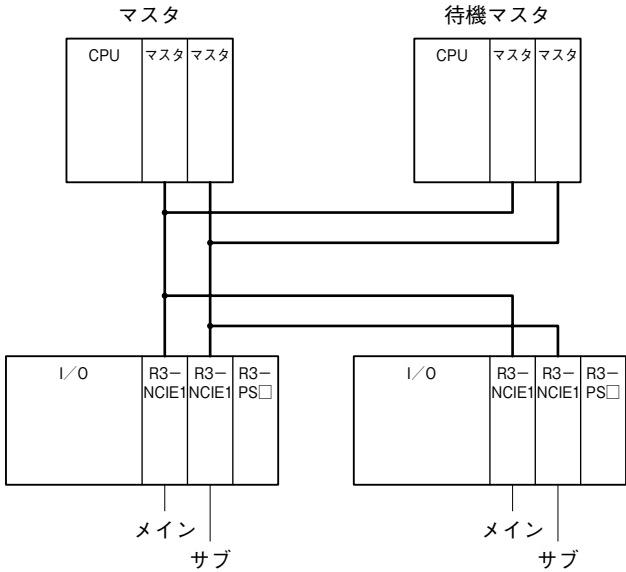 マスタ
待機マスタ
CPU
マスタ
マスタ
CPU
マスタ
マスタ
I/O
R3-
NCIE1
R3-
NCIE1
R3-
PS□
I/O
R3-
NCIE1
R3-
NCIE1
R3-
PS□
メイン
サブ
メイン
サブ